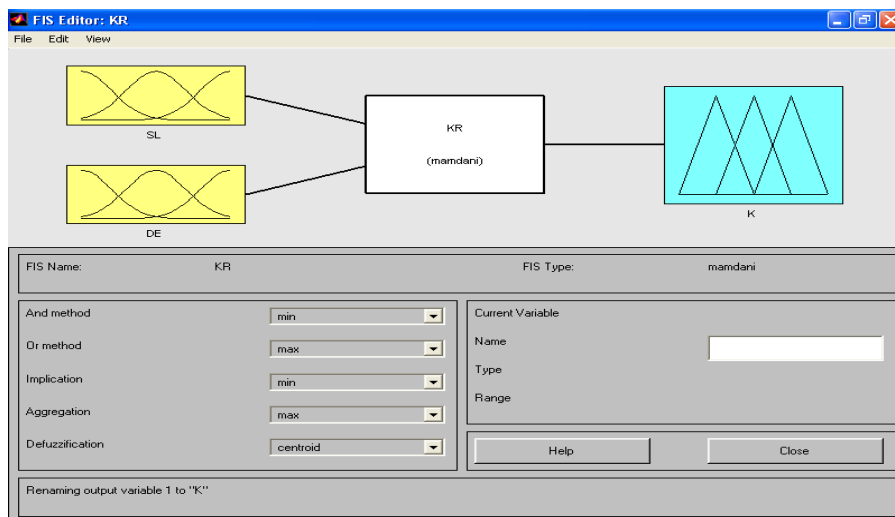 FIS Editor: KR
File Edit View
SL
DE
KR
(mamdani)
K
FIS Name: KR
FIS Type: mamdani
And method min
Or method max
Implication min
Aggregation max
Defuzzification centroid
Current Variable
Name
Type
Range
Help Close
Renaming output variable 1 to "K"